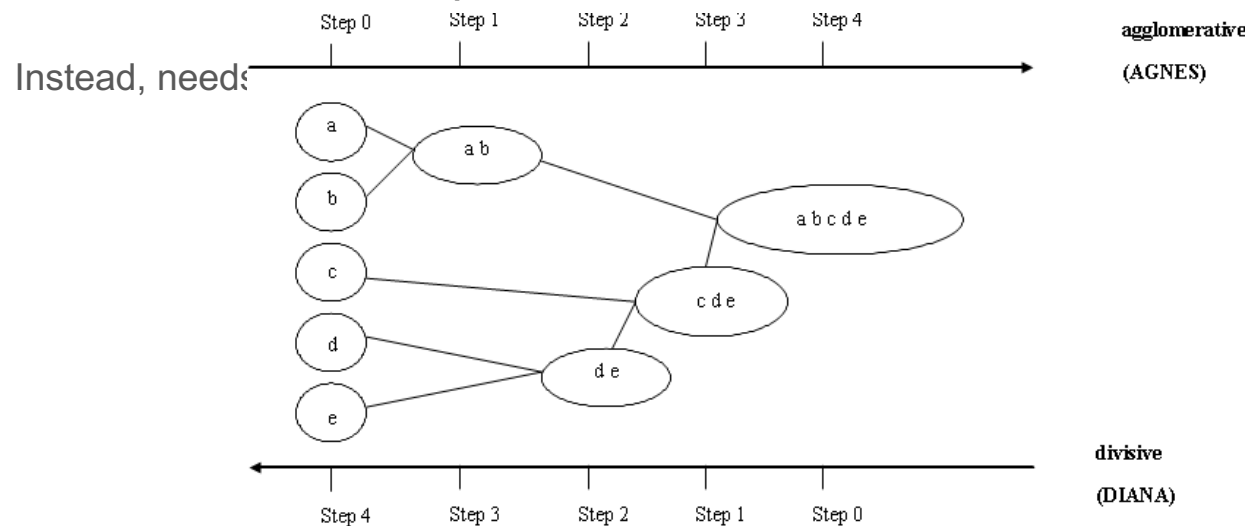 Step 0 Step 1 Step 2 Step 3 Step 4
agglomerative
(AGNES)
Instead, needs
a
a b
b
a b c d e
c
c d e
d
d e
e
divisive
(DIANA)
Step 4 Step 3 Step 2 Step 1 Step 0